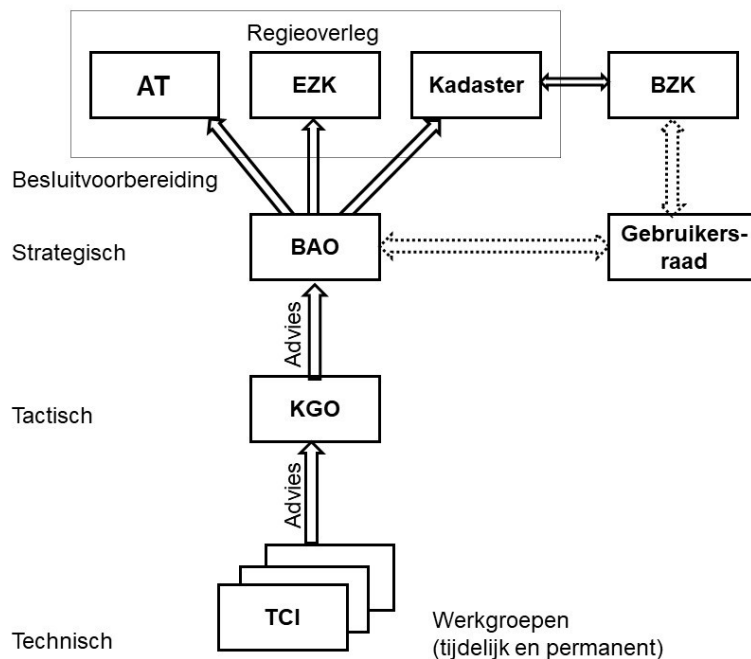 Regieoverleg
AT
EZK
Kadaster
BZK
Besluitvoorbereiding
Strategisch
BAO
Gebruikers-
raad
Advies
Tactisch
KGO
Advies
TCI
Technisch
Werkgroepen
(tijdelijk en permanent)